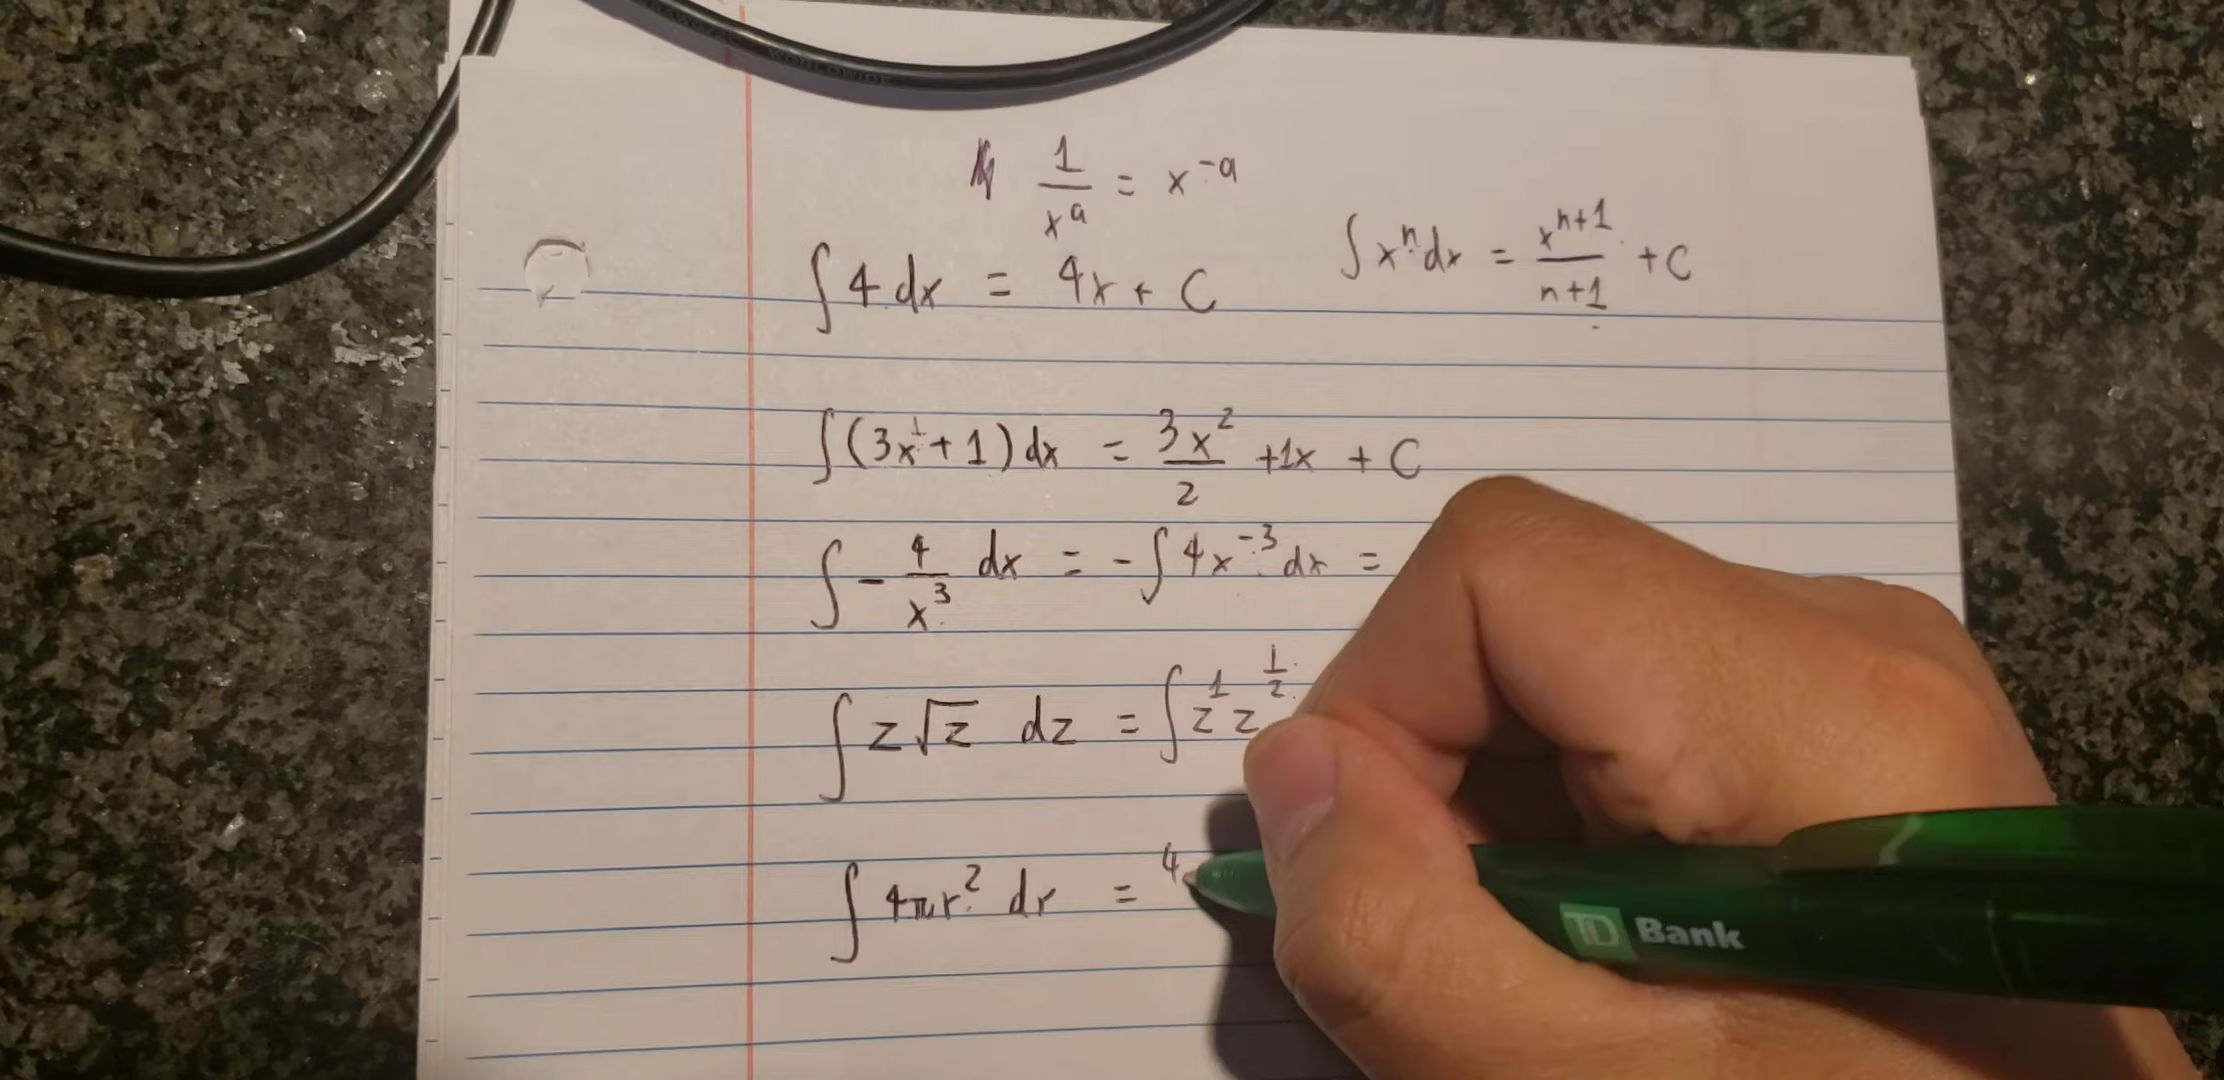 1/x^a = x^-a
∫x^n dx = x^(n+1)/(n+1) + C
∫4 dx = 4x + C
∫(3x^1 + 1) dx = 3x^2/2 + 1x + C
∫ - 4/x^3 dx = - ∫4x^-3 dx =
∫ z√z dz = ∫ z^1 z^(1/2)
∫ 4πr^2 dr = 4
TD Bank
WORLDWIDE